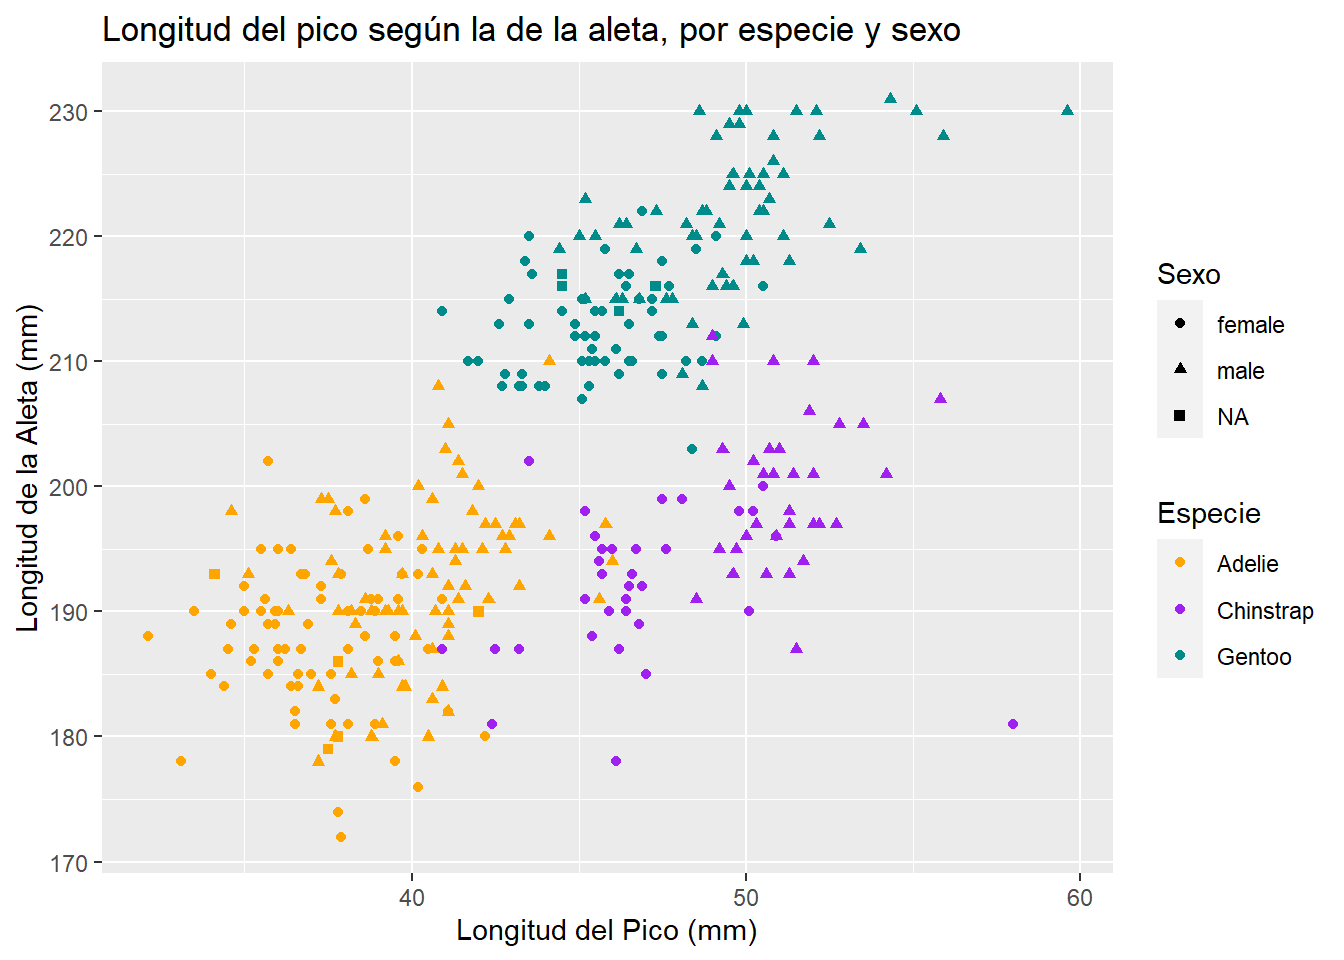 Longitud del pico según la de la aleta, por especie y sexo
230
220
210
200
190
180
170
Longitud de la Aleta (mm)
40
50
60
Longitud del Pico (mm)
Sexo
female
male
NA
Especie
Adelie
Chinstrap
Gentoo